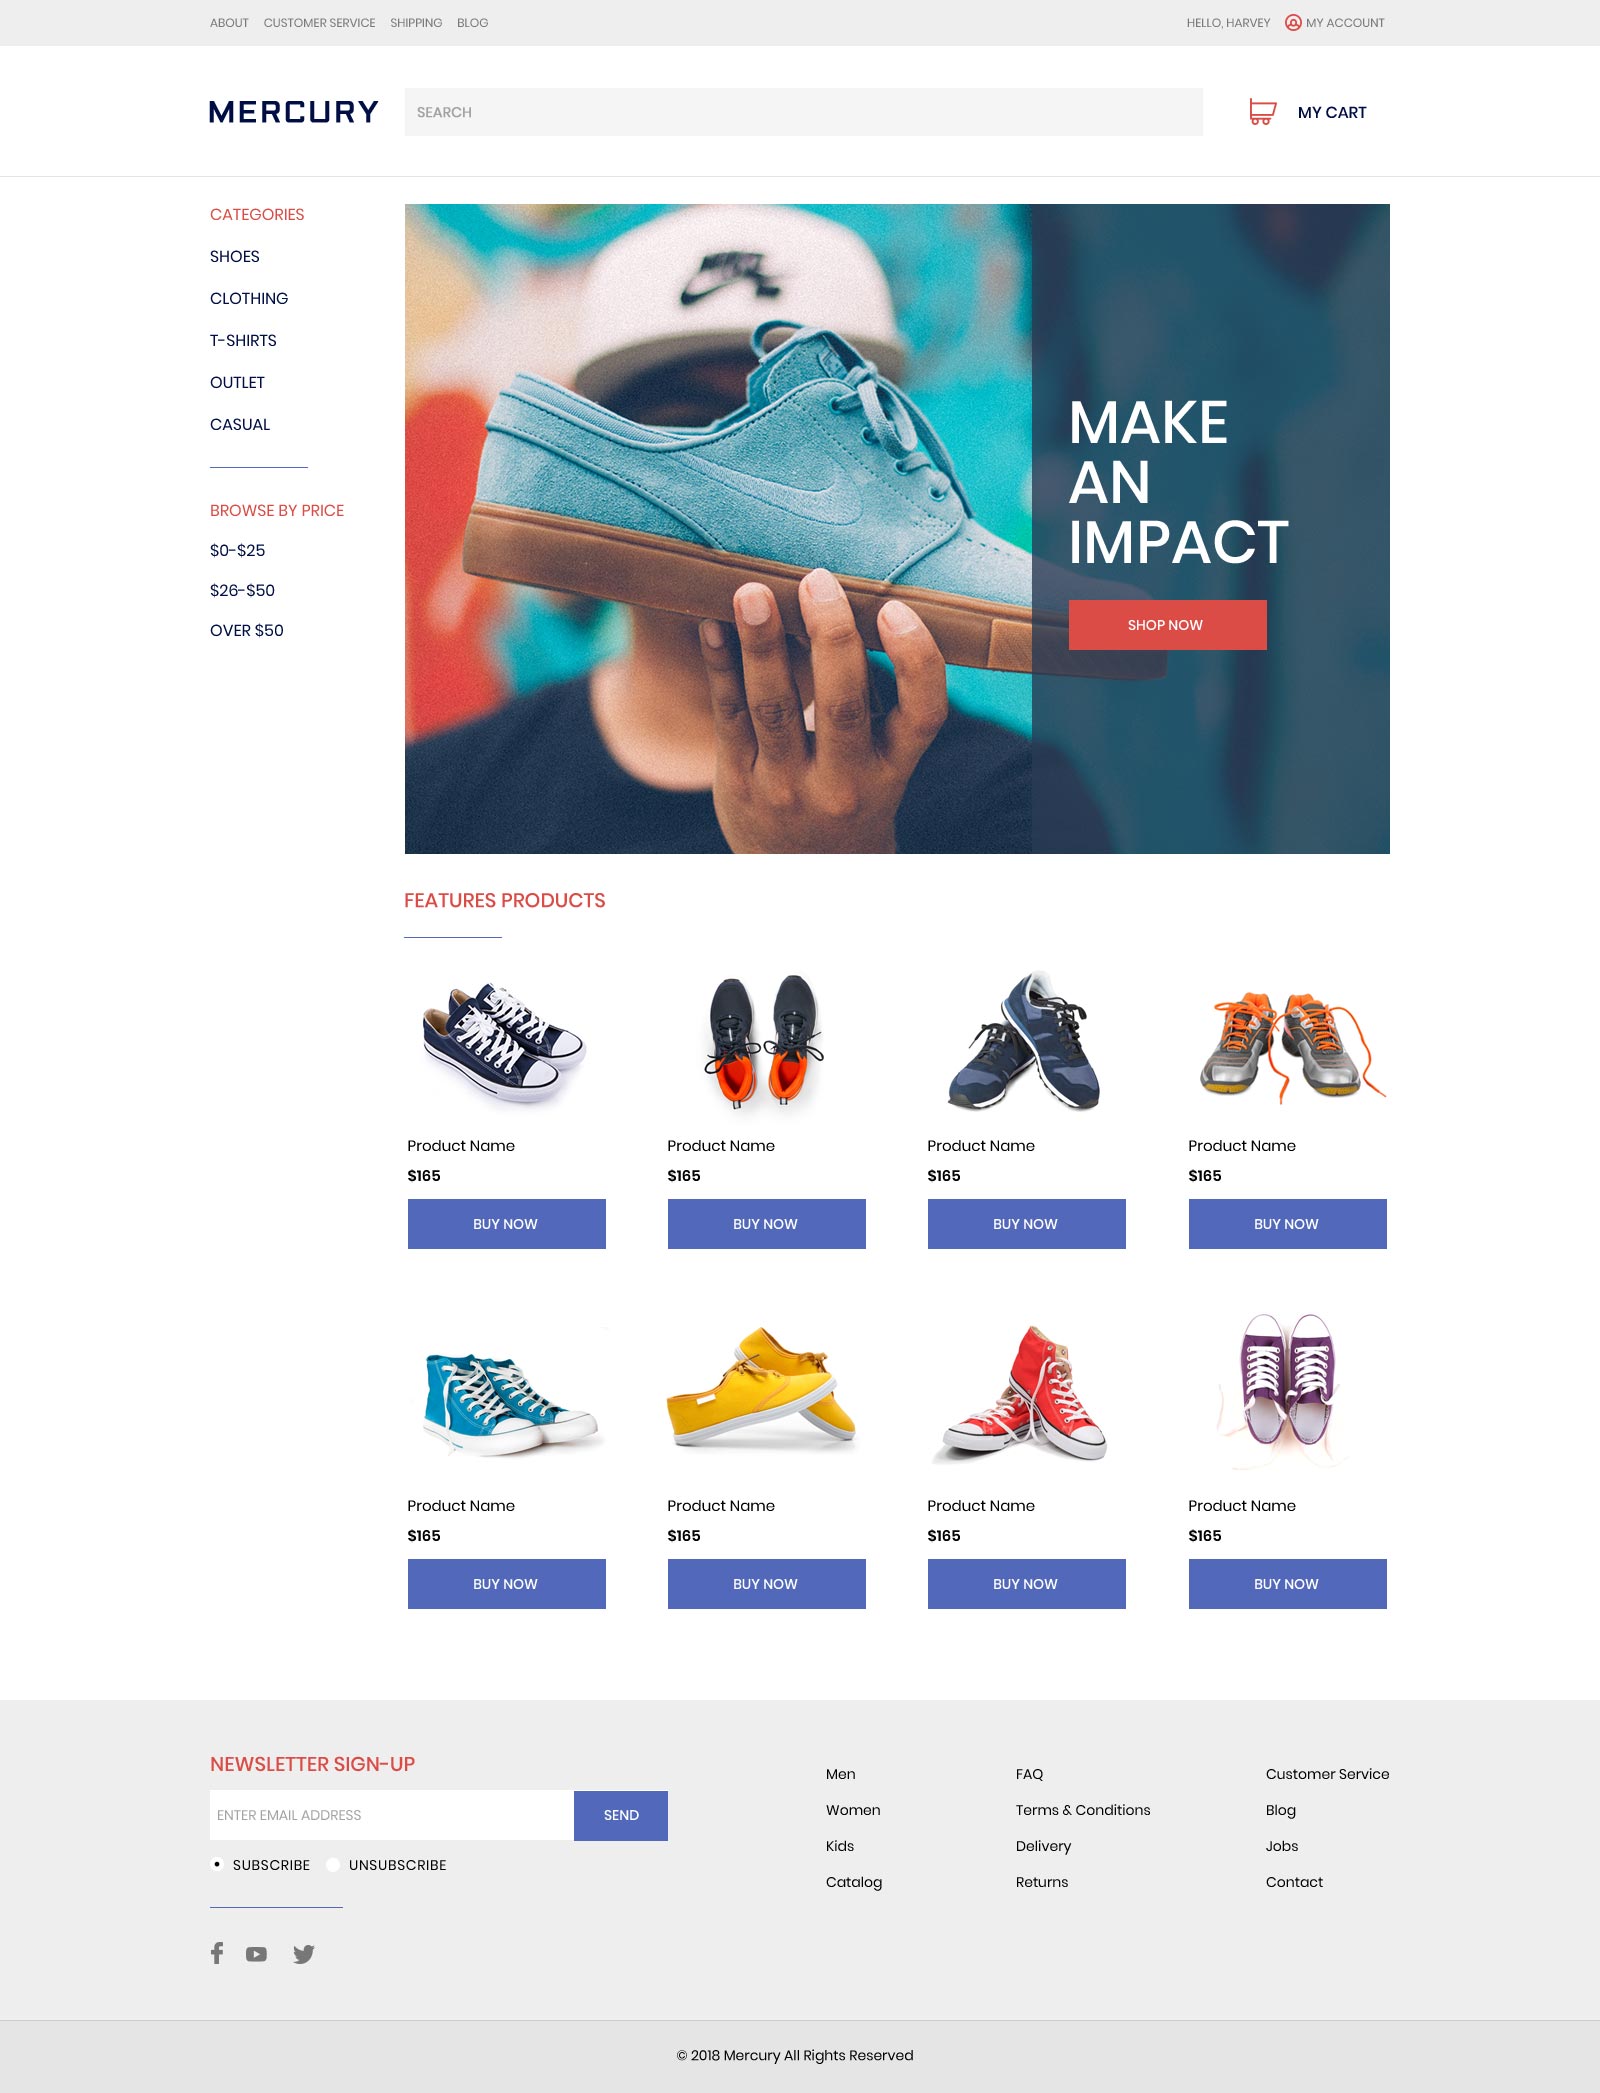 ABOUT CUSTOMER SERVICE SHIPPING BLOG HELLO, HARVEY MY ACCOUNT
MERCURY SEARCH MY CART
CATEGORIES
SHOES
CLOTHING
T-SHIRTS
OUTLET
CASUAL
BROWSE BY PRICE
$0-$25
$26-$50
OVER $50
MAKE
AN
IMPACT
SHOP NOW
FEATURES PRODUCTS
Product Name Product Name Product Name Product Name
$165 $165 $165 $165
BUY NOW BUY NOW BUY NOW BUY NOW
Product Name Product Name Product Name Product Name
$165 $165 $165 $165
BUY NOW BUY NOW BUY NOW BUY NOW
NEWSLETTER SIGN-UP
ENTER EMAIL ADDRESS SEND
SUBSCRIBE UNSUBSCRIBE
Men
Women
Kids
Catalog
FAQ
Terms & Conditions
Delivery
Returns
Customer Service
Blog
Jobs
Contact
© 2018 Mercury All Rights Reserved